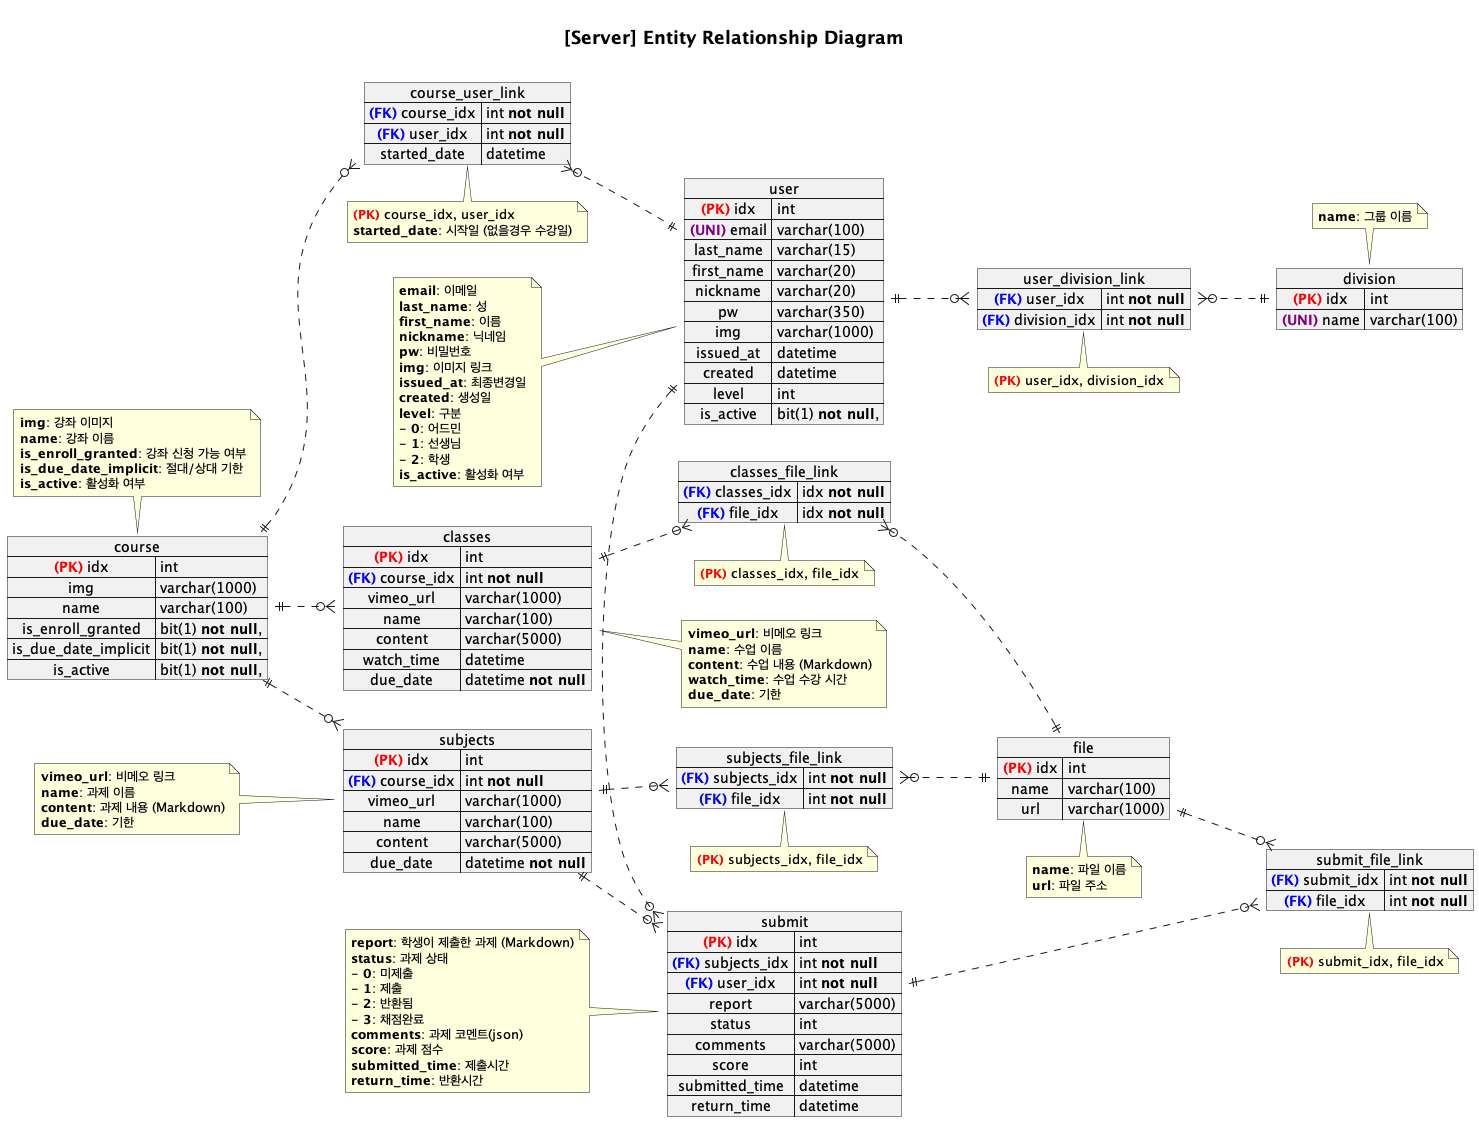 [Server] Entity Relationship Diagram
course_user_link
(FK) course_idx int not null
(FK) user_idx int not null
started_date datetime
(PK) course_idx, user_idx
started_date: 시작일 (없을경우 수강일)
user
(PK) idx int
(UNI) email varchar(100)
last_name varchar(15)
first_name varchar(20)
nickname varchar(20)
pw varchar(350)
img varchar(1000)
issued_at datetime
created datetime
level int
is_active bit(1) not null,
email: 이메일
last_name: 성
first_name: 이름
nickname: 닉네임
pw: 비밀번호
img: 이미지 링크
issued_at: 최종변경일
created: 생성일
level: 구분
- 0: 어드민
- 1: 선생님
- 2: 학생
is_active: 활성화 여부
user_division_link
(FK) user_idx int not null
(FK) division_idx int not null
(PK) user_idx, division_idx
name: 그룹 이름
division
(PK) idx int
(UNI) name varchar(100)
img: 강좌 이미지
name: 강좌 이름
is_enroll_granted: 강좌 신청 가능 여부
is_due_date_implicit: 절대/상대 기한
is_active: 활성화 여부
course
(PK) idx int
img varchar(1000)
name varchar(100)
is_enroll_granted bit(1) not null,
is_due_date_implicit bit(1) not null,
is_active bit(1) not null,
classes
(PK) idx int
(FK) course_idx int not null
vimeo_url varchar(1000)
name varchar(100)
content varchar(5000)
watch_time datetime
due_date datetime not null
classes_file_link
(FK) classes_idx idx not null
(FK) file_idx idx not null
(PK) classes_idx, file_idx
vimeo_url: 비메오 링크
name: 수업 이름
content: 수업 내용 (Markdown)
watch_time: 수업 수강 시간
due_date: 기한
vimeo_url: 비메오 링크
name: 과제 이름
content: 과제 내용 (Markdown)
due_date: 기한
subjects
(PK) idx int
(FK) course_idx int not null
vimeo_url varchar(1000)
name varchar(100)
content varchar(5000)
due_date datetime not null
subjects_file_link
(FK) subjects_idx int not null
(FK) file_idx int not null
(PK) subjects_idx, file_idx
file
(PK) idx int
name varchar(100)
url varchar(1000)
name: 파일 이름
url: 파일 주소
submit_file_link
(FK) submit_idx int not null
(FK) file_idx int not null
(PK) submit_idx, file_idx
report: 학생이 제출한 과제 (Markdown)
status: 과제 상태
- 0: 미제출
- 1: 제출
- 2: 반환됨
- 3: 채점완료
comments: 과제 코멘트(json)
score: 과제 점수
submitted_time: 제출시간
return_time: 반환시간
submit
(PK) idx int
(FK) subjects_idx int not null
(FK) user_idx int not null
report varchar(5000)
status int
comments varchar(5000)
score int
submitted_time datetime
return_time datetime